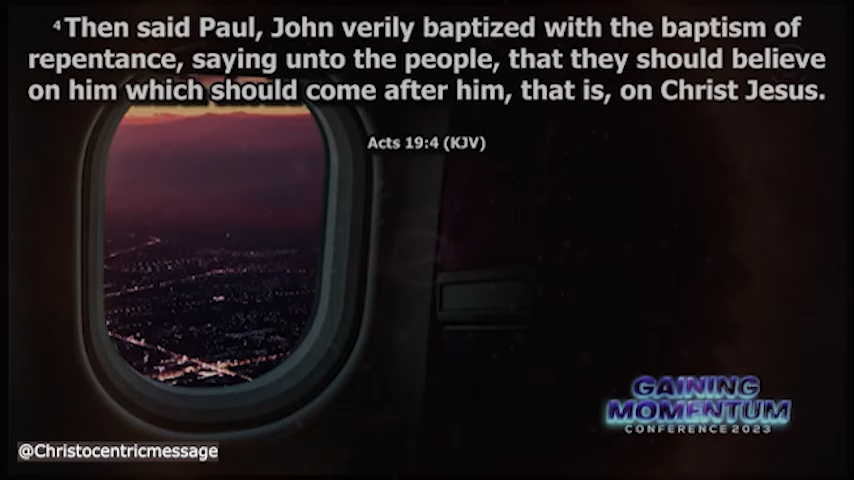 ⁴Then said Paul, John verily baptized with the baptism of
repentance, saying unto the people, that they should believe
on him which should come after him, that is, on Christ Jesus.
Acts 19:4 (KJV)
GAINING
MOMENTUM
CONFERENCE 2023
@Christocentricmessage